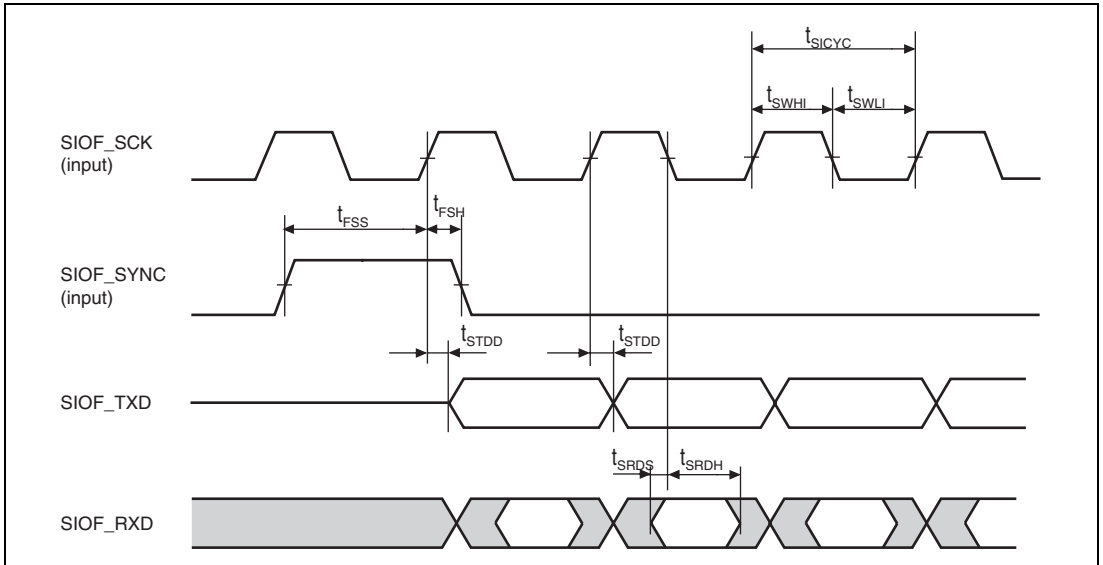 tSICYC
tSWHI
tSWLI
SIOF_SCK
(input)
tFSS
tFSH
SIOF_SYNC
(input)
tSTDD
tSTDD
SIOF_TXD
tSRDS
tSRDH
SIOF_RXD